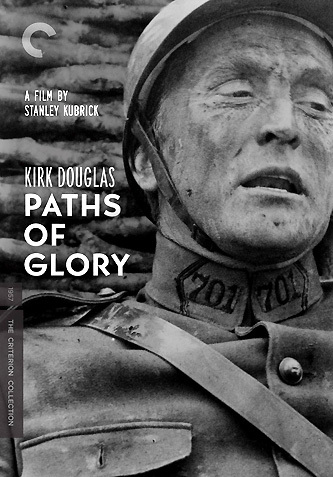 A FILM BY
STANLEY KUBRICK
KIRK DOUGLAS
PATHS
OF
GLORY
701 701
1957
THE CRITERION COLLECTION